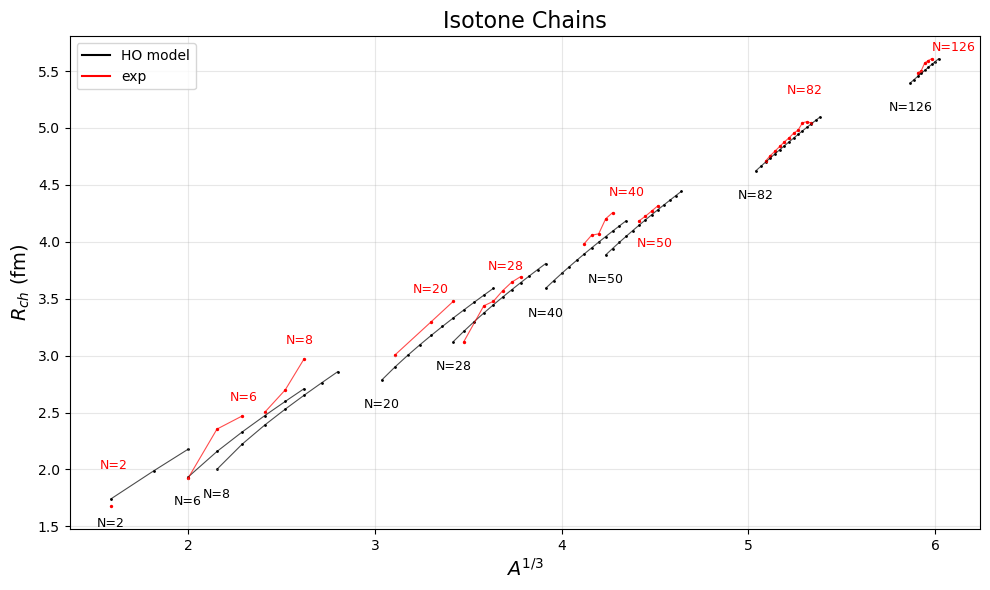 Isotone Chains
HO model
exp
N=126
N=126
N=82
N=82
N=40
N=50
N=50
N=28
N=40
N=20
N=28
N=8
N=20
N=6
N=2
N=6
N=8
N=2
5.5
5.0
4.5
4.0
3.5
3.0
2.5
2.0
1.5
R_{ch} (fm)
2
3
4
5
6
A^{1/3}